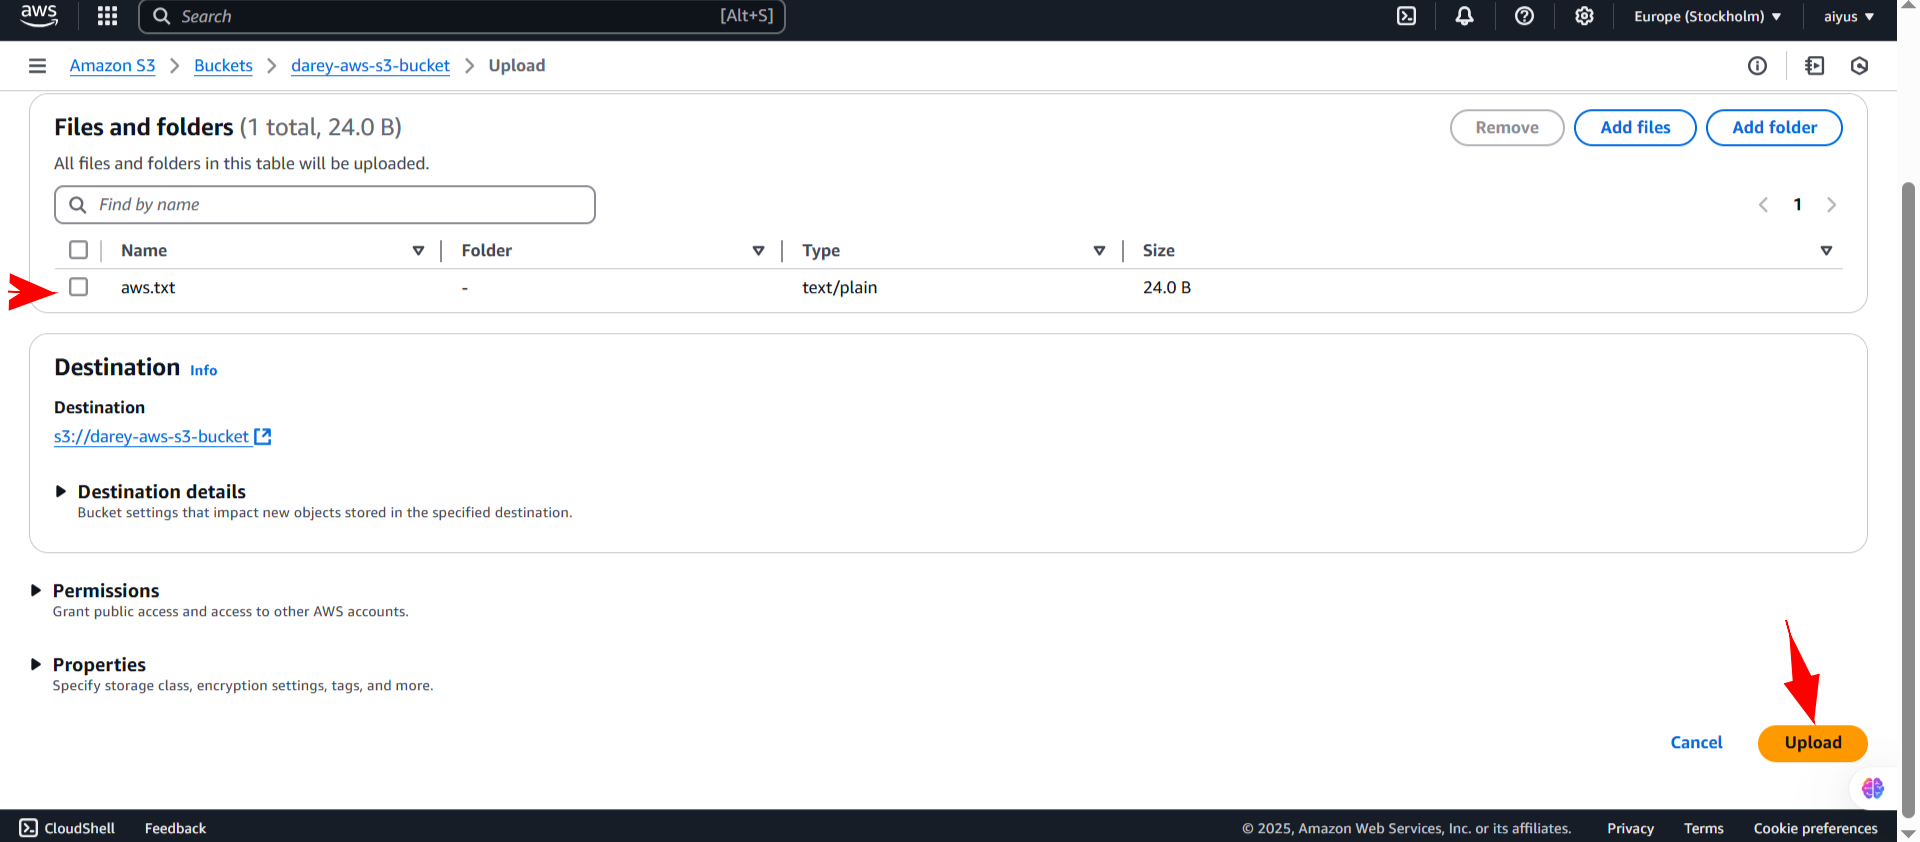 aws Search [Alt+S] Europe (Stockholm) aiyus
Amazon S3 > Buckets > darey-aws-s3-bucket > Upload
Files and folders (1 total, 24.0 B) Remove Add files Add folder
All files and folders in this table will be uploaded.
Find by name 1
Name Folder Type Size
aws.txt - text/plain 24.0 B
Destination Info
Destination
s3://darey-aws-s3-bucket
Destination details
Bucket settings that impact new objects stored in the specified destination.
Permissions
Grant public access and access to other AWS accounts.
Properties
Specify storage class, encryption settings, tags, and more.
Cancel Upload
CloudShell Feedback © 2025, Amazon Web Services, Inc. or its affiliates. Privacy Terms Cookie preferences